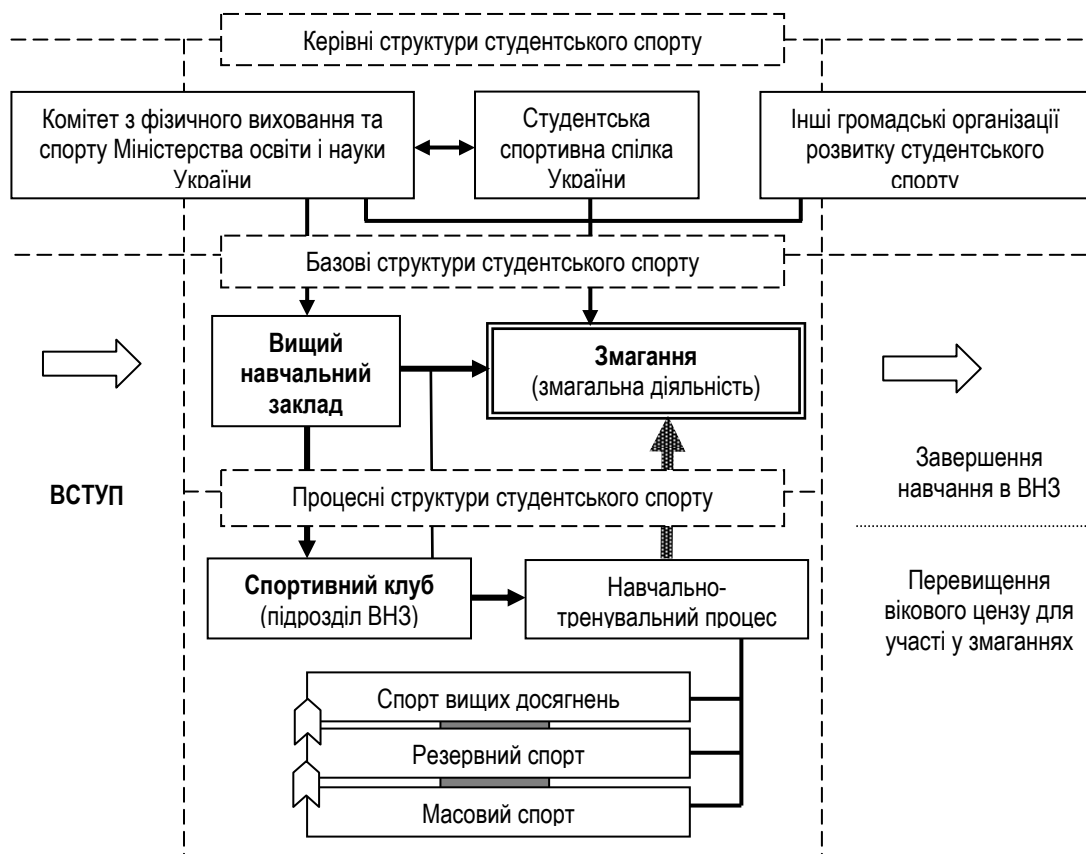 Керівні структури студентського спорту
Комітет з фізичного виховання та
спорту Міністерства освіти і науки
України
Студентська
спортивна спілка
України
Інші громадські організації
розвитку студентського
спорту
Базові структури студентського спорту
Вищий
навчальний
заклад
Змагання
(змагальна діяльність)
ВСТУП
Процесні структури студентського спорту
Завершення
навчання в ВНЗ
Спортивний клуб
(підрозділ ВНЗ)
Навчально-
тренувальний процес
Перевищення
вікового цензу для
участі у змаганнях
Спорт вищих досягнень
Резервний спорт
Масовий спорт